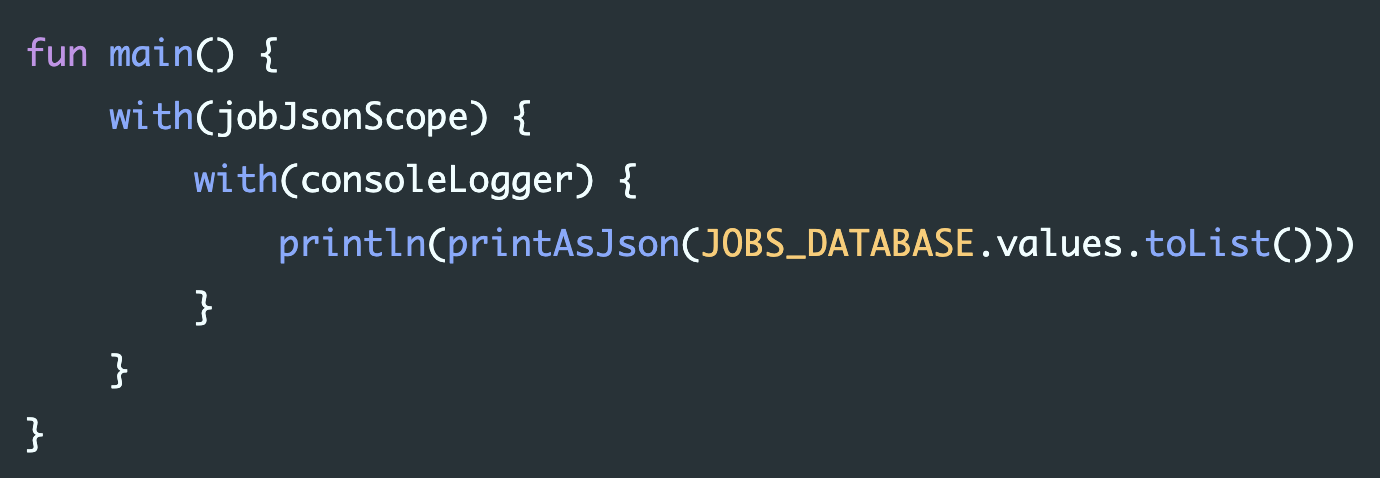 fun main() {
    with(jobJsonScope) {
        with(consoleLogger) {
            println(printAsJson(JOBS_DATABASE.values.toList()))
        }
    }
}